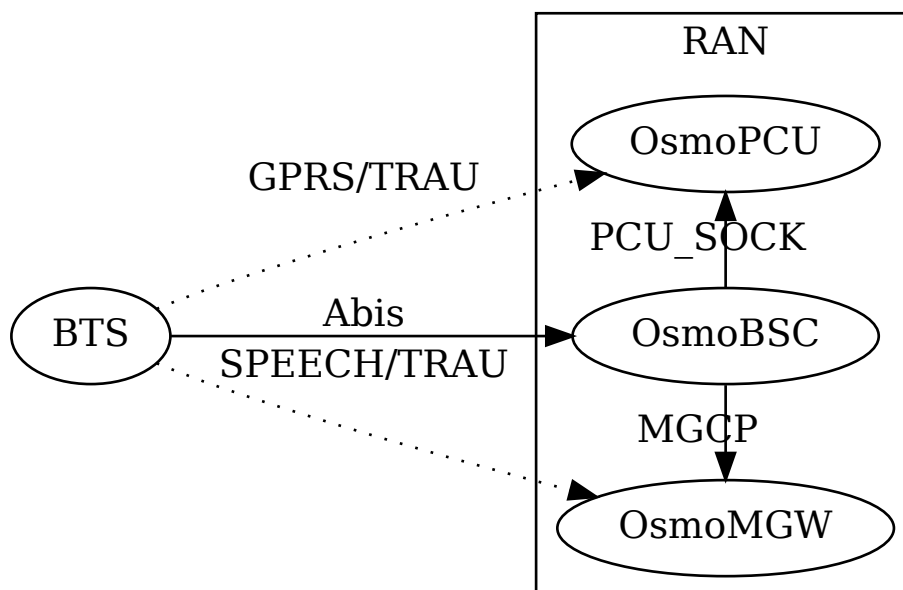 RAN
OsmoPCU
GPRS/TRAU
PCU_SOCK
Abis
BTS
OsmoBSC
SPEECH/TRAU
MGCP
OsmoMGW